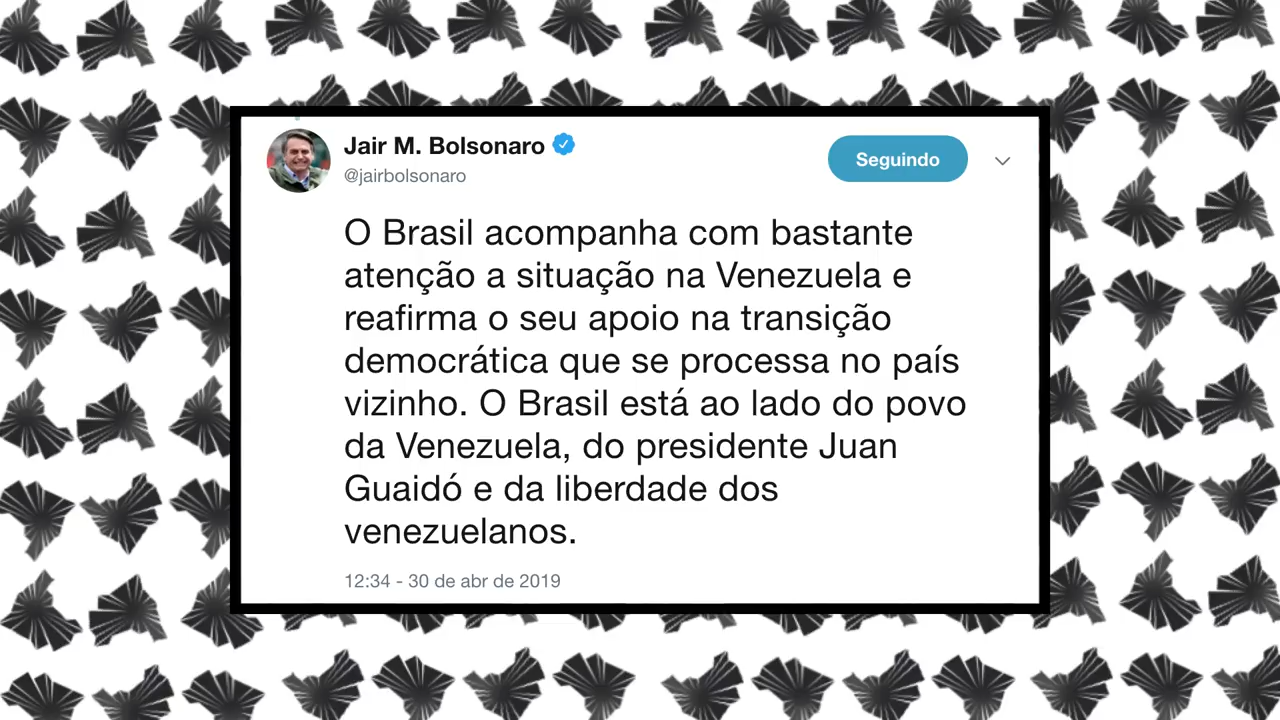 Jair M. Bolsonaro
@jairbolsonaro
Seguindo
O Brasil acompanha com bastante
atenção a situação na Venezuela e
reafirma o seu apoio na transição
democrática que se processa no país
vizinho. O Brasil está ao lado do povo
da Venezuela, do presidente Juan
Guaidó e da liberdade dos
venezuelanos.
12:34 - 30 de abr de 2019